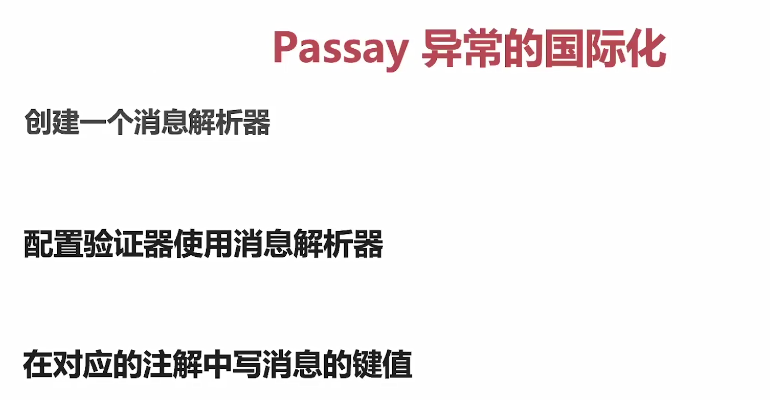 Passay 异常的国际化
创建一个消息解析器
配置验证器使用消息解析器
在对应的注解中写消息的键值